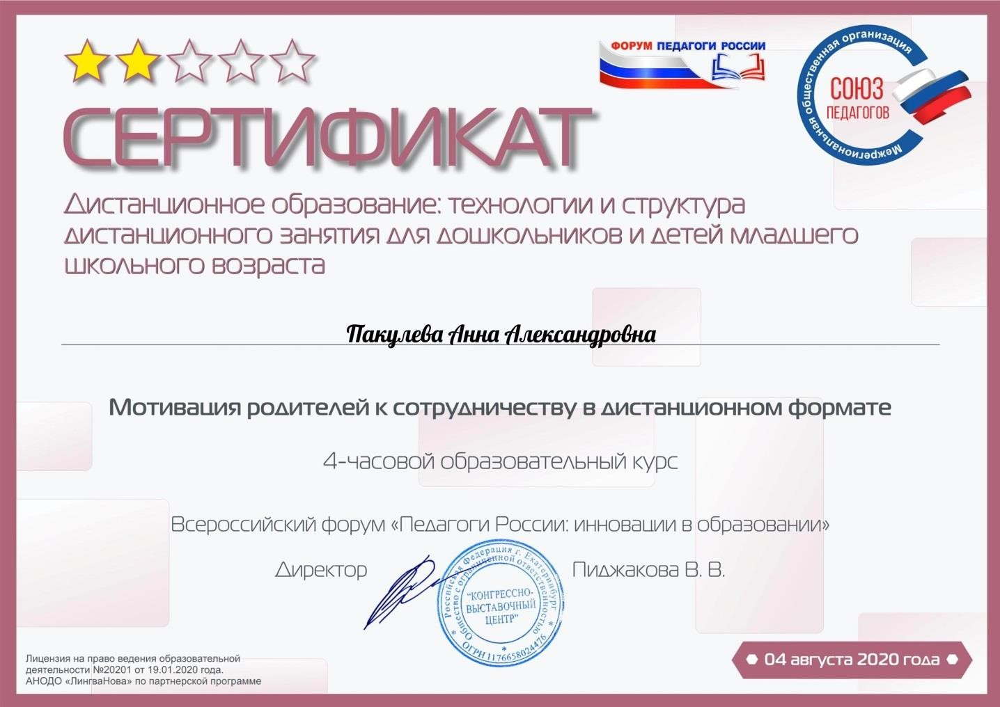 ФОРУМ ПЕДАГОГИ РОССИИ
Межрегиональная общественная организация
СОЮЗ
ПЕДАГОГОВ
СЕРТИФИКАТ
Дистанционное образование: технологии и структура
дистанционного занятия для дошкольников и детей младшего
школьного возраста
Пакулева Анна Александровна
Мотивация родителей к сотрудничеству в дистанционном формате
4-часовой образовательный курс
Всероссийский форум «Педагоги России: инновации в образовании»
Директор
Пиджакова В. В.
Российская Федерация г. Екатеринбург
Общество с ограниченной ответственностью
"КОНГРЕССНО-
ВЫСТАВОЧНЫЙ
ЦЕНТР"
* ОГРН 1176658024476 *
Лицензия на право ведения образовательной
деятельности №20201 от 19.01.2020 года.
АНОДО «ЛингваНова» по партнерской программе
04 августа 2020 года